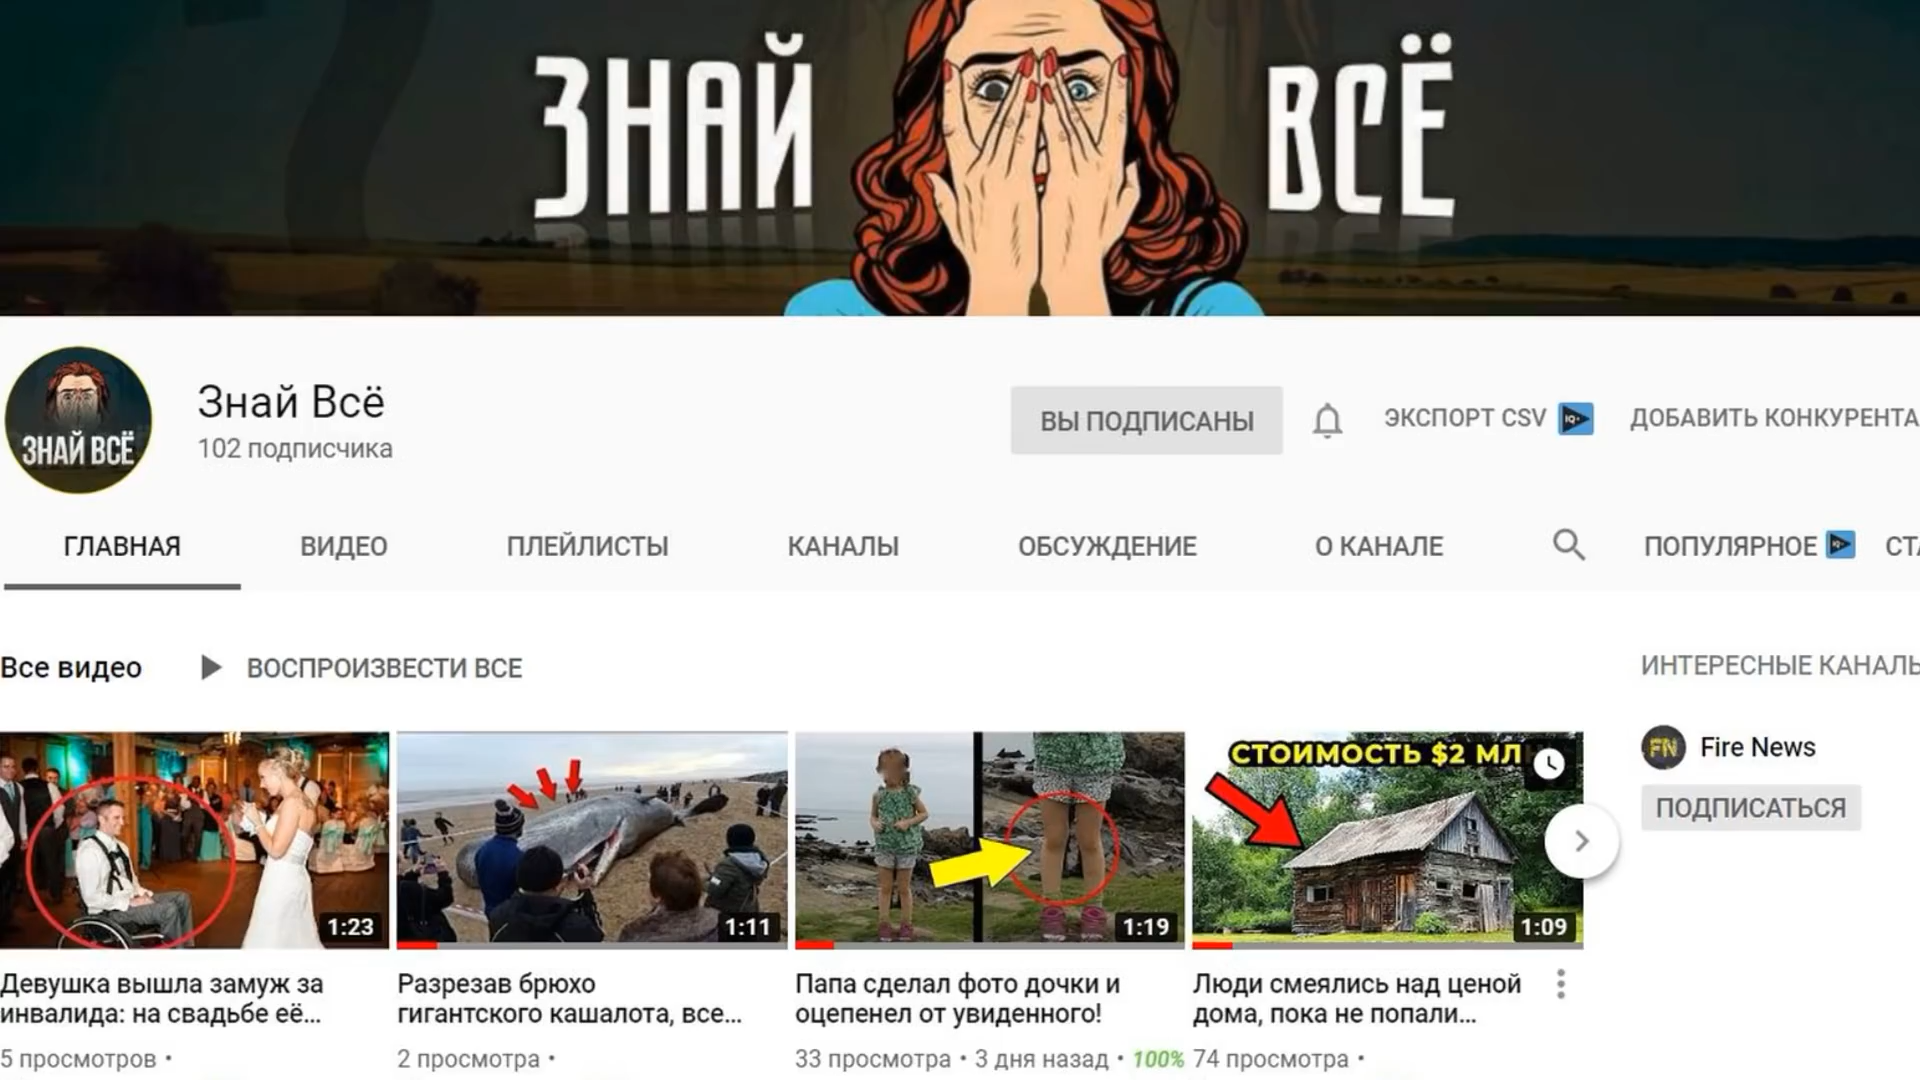 ЗНАЙ ВСЁ
ЗНАЙ ВСЁ
Знай Всё
102 подписчика
ВЫ ПОДПИСАНЫ
ЭКСПОРТ CSV
IQ+
ДОБАВИТЬ КОНКУРЕНТА
ГЛАВНАЯ
ВИДЕО
ПЛЕЙЛИСТЫ
КАНАЛЫ
ОБСУЖДЕНИЕ
О КАНАЛЕ
ПОПУЛЯРНОЕ
СТА
Все видео
ВОСПРОИЗВЕСТИ ВСЕ
ИНТЕРЕСНЫЕ КАНАЛЫ
FN
Fire News
ПОДПИСАТЬСЯ
1:23
1:11
1:19
СТОИМОСТЬ $2 МЛН
1:09
Девушка вышла замуж за
инвалида: на свадьбе её...
5 просмотров •
Разрезав брюхо
гигантского кашалота, все...
2 просмотра •
Папа сделал фото дочки и
оцепенел от увиденного!
33 просмотра • 3 дня назад • 100%
Люди смеялись над ценой
дома, пока не попали...
74 просмотра •